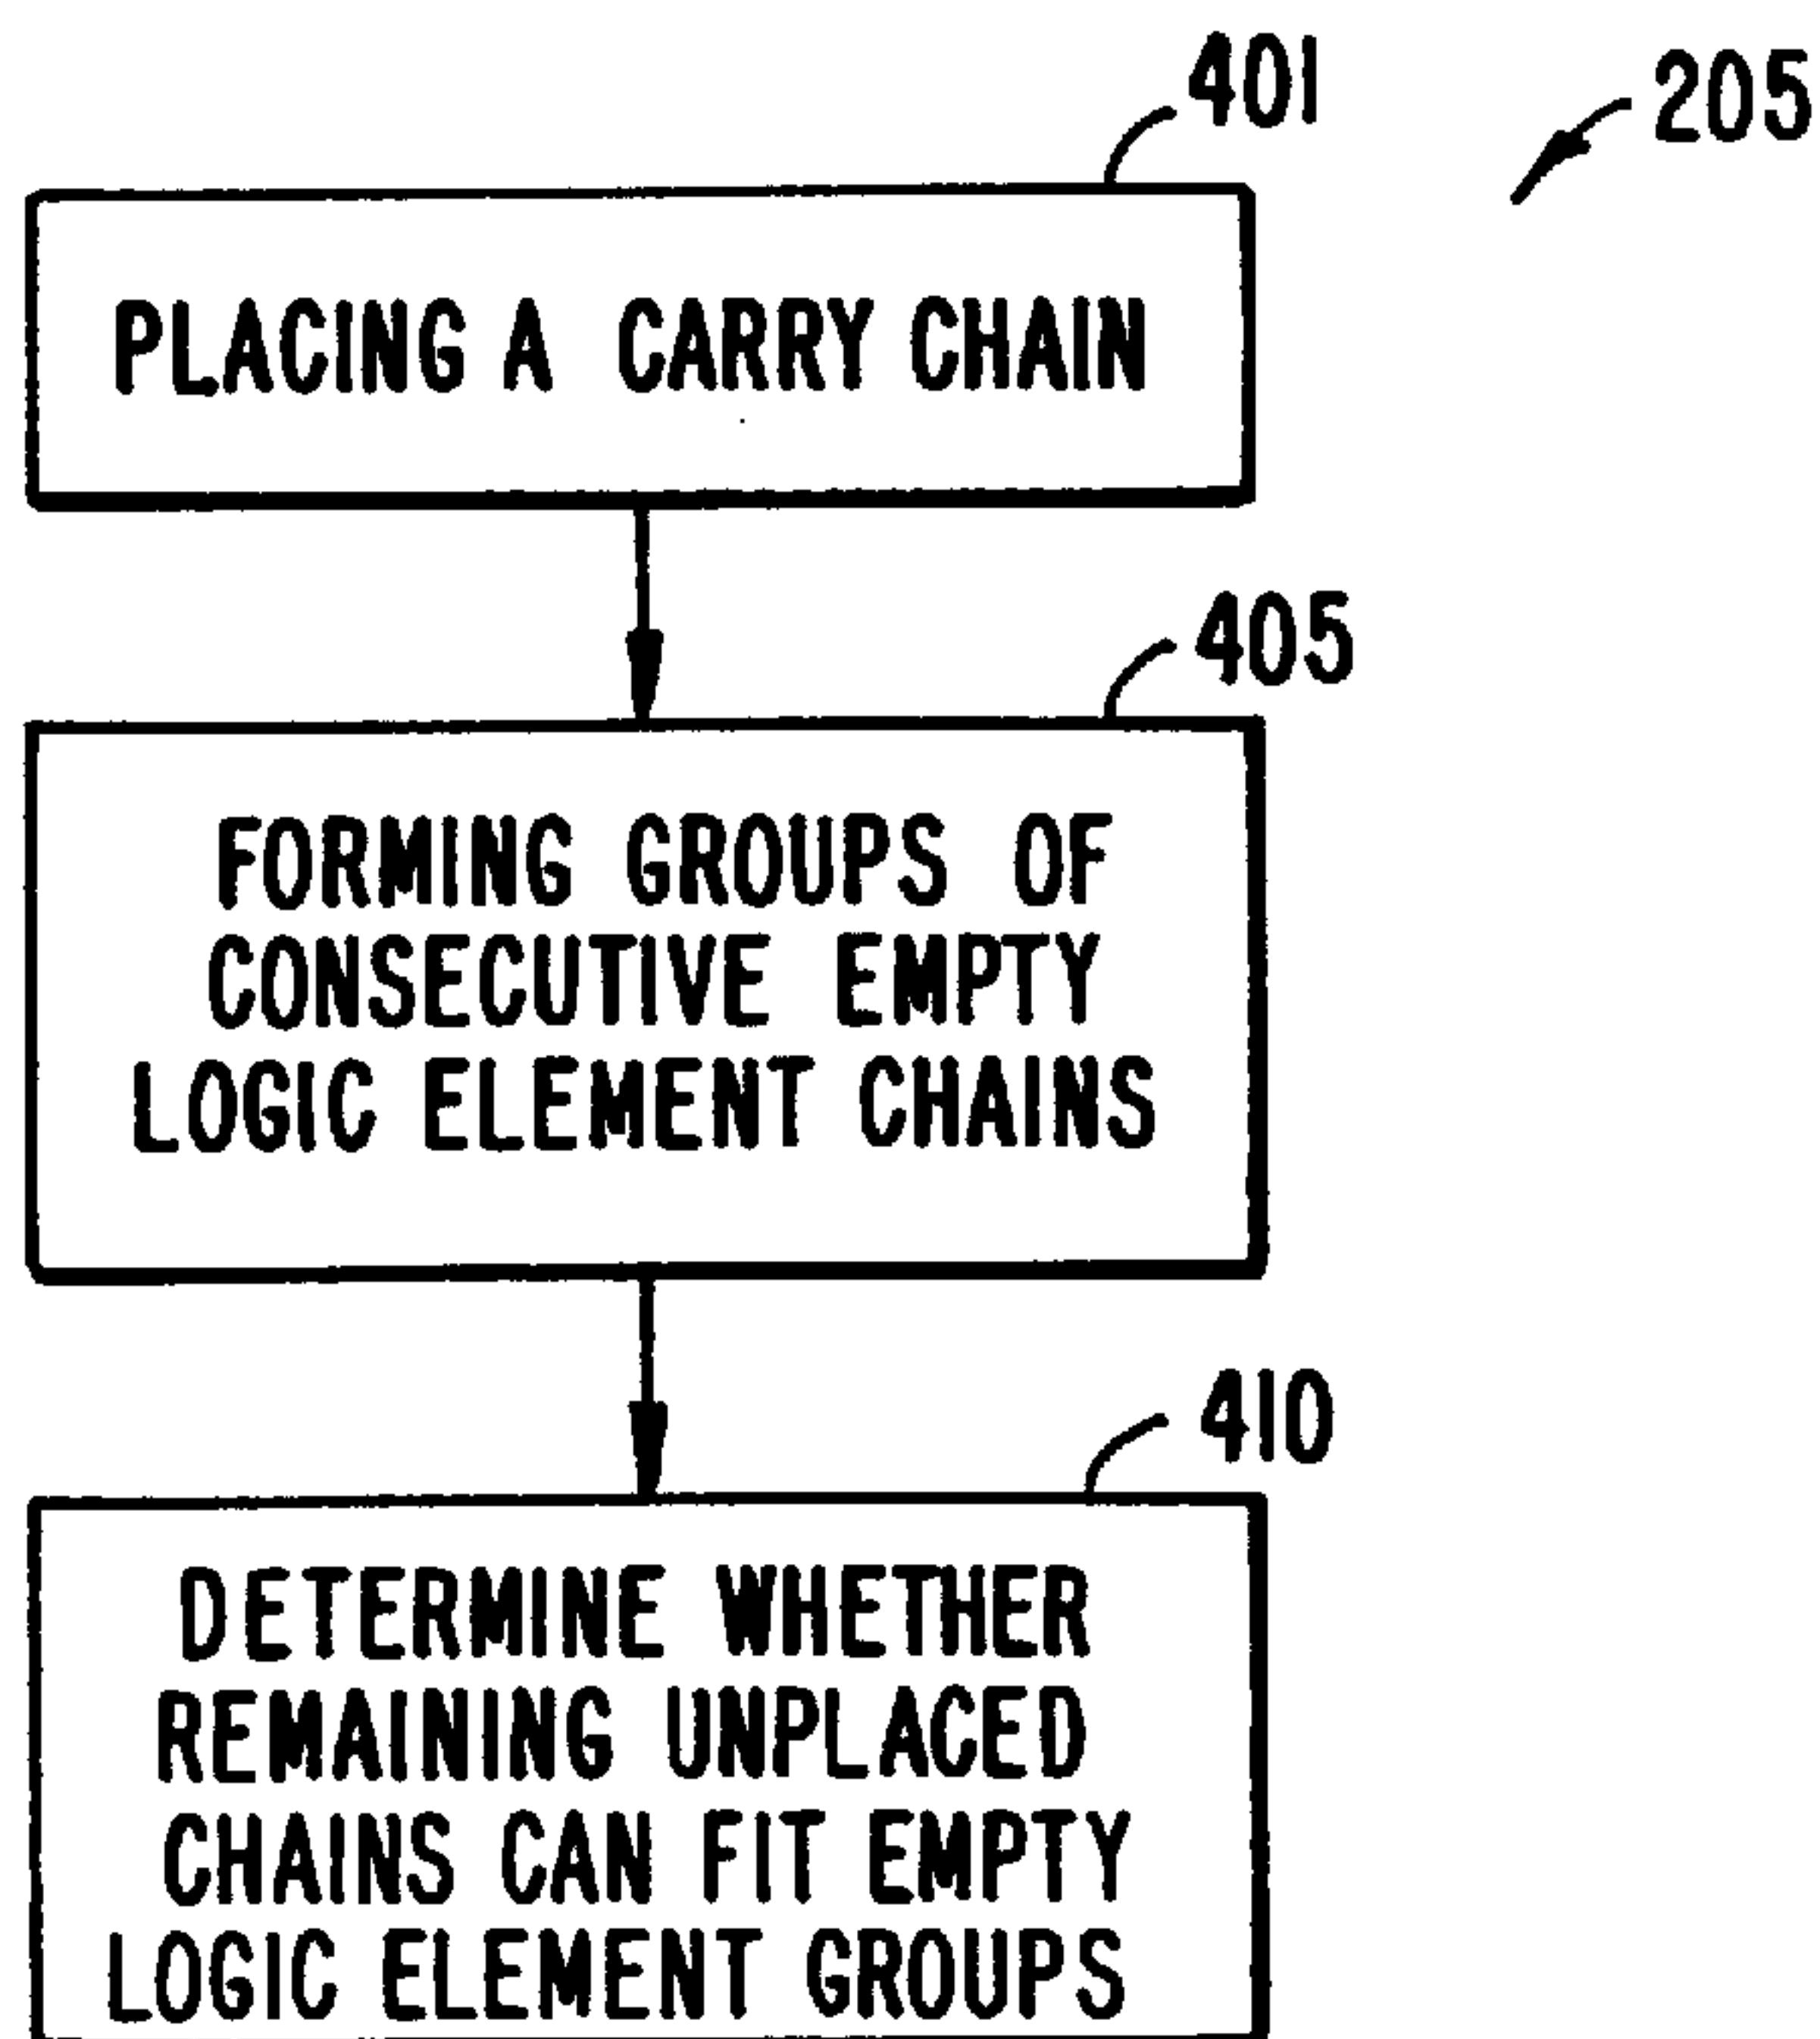 401
205
PLACING A CARRY CHAIN
405
FORMING GROUPS OF
CONSECUTIVE EMPTY
LOGIC ELEMENT CHAINS
410
DETERMINE WHETHER
REMAINING UNPLACED
CHAINS CAN FIT EMPTY
LOGIC ELEMENT GROUPS